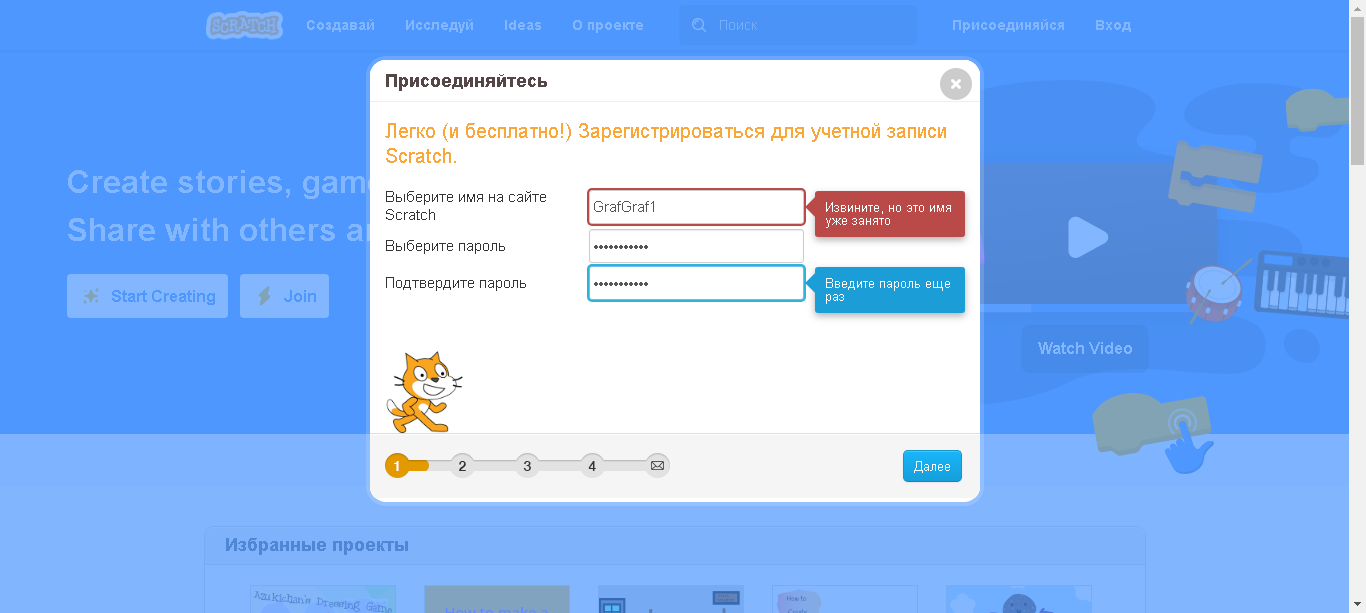 SCRATCH Создавай Исследуй Ideas О проекте Поиск Присоединяйся Вход
Присоединяйтесь
Легко (и бесплатно!) Зарегистрироваться для учетной записи
Scratch.
Create stories, gam
Share with others a
Start Creating Join
Выберите имя на сайте
Scratch
GrafGraf1
Извините, но это имя
уже занято
Выберите пароль
•••••••••••
Подтвердите пароль
•••••••••••
Введите пароль еще
раз
Watch Video
1 2 3 4
Далее
Избранные проекты
Azukichan's Dressing Game
How to make a
How to
Create